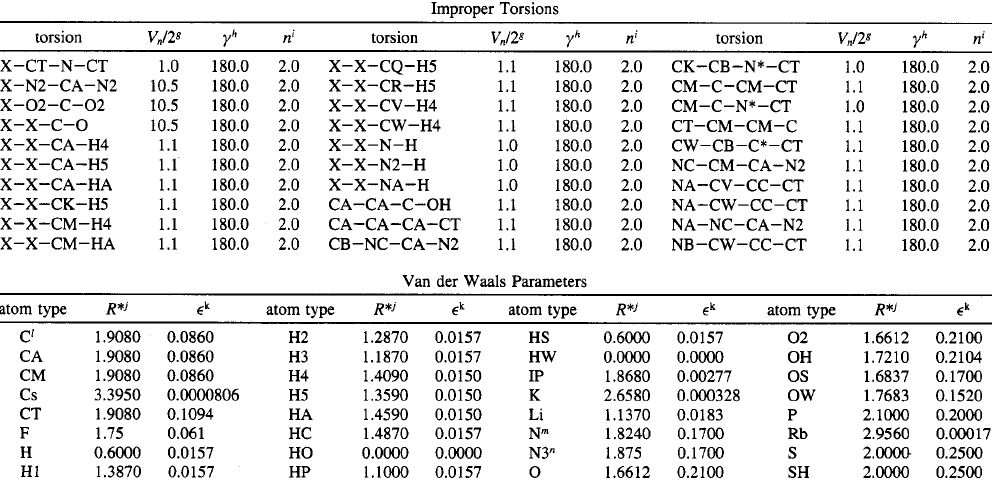 Improper Torsions
torsion Vn/2g γh ni torsion Vn/2g γh ni torsion Vn/2g γh ni
X−CT−N−CT 1.0 180.0 2.0 X−X−CQ−H5 1.1 180.0 2.0 CK−CB−N*−CT 1.0 180.0 2.0
X−N2−CA−N2 10.5 180.0 2.0 X−X−CR−H5 1.1 180.0 2.0 CM−C−CM−CT 1.1 180.0 2.0
X−O2−C−O2 10.5 180.0 2.0 X−X−CV−H4 1.1 180.0 2.0 CM−C−N*−CT 1.0 180.0 2.0
X−X−C−O 10.5 180.0 2.0 X−X−CW−H4 1.1 180.0 2.0 CT−CM−CM−C 1.1 180.0 2.0
X−X−CA−H4 1.1 180.0 2.0 X−X−N−H 1.0 180.0 2.0 CW−CB−C*−CT 1.1 180.0 2.0
X−X−CA−H5 1.1 180.0 2.0 X−X−N2−H 1.0 180.0 2.0 NC−CM−CA−N2 1.1 180.0 2.0
X−X−CA−HA 1.1 180.0 2.0 X−X−NA−H 1.0 180.0 2.0 NA−CV−CC−CT 1.1 180.0 2.0
X−X−CK−H5 1.1 180.0 2.0 CA−CA−C−OH 1.1 180.0 2.0 NA−CW−CC−CT 1.1 180.0 2.0
X−X−CM−H4 1.1 180.0 2.0 CA−CA−CA−CT 1.1 180.0 2.0 NA−NC−CA−N2 1.1 180.0 2.0
X−X−CM−HA 1.1 180.0 2.0 CB−NC−CA−N2 1.1 180.0 2.0 NB−CW−CC−CT 1.1 180.0 2.0
Van der Waals Parameters
atom type R*j ϵk atom type R*j ϵk atom type R*j ϵk atom type R*j ϵk
Cl 1.9080 0.0860 H2 1.2870 0.0157 HS 0.6000 0.0157 O2 1.6612 0.2100
CA 1.9080 0.0860 H3 1.1870 0.0157 HW 0.0000 0.0000 OH 1.7210 0.2104
CM 1.9080 0.0860 H4 1.4090 0.0150 IP 1.8680 0.00277 OS 1.6837 0.1700
Cs 3.3950 0.0000806 H5 1.3590 0.0150 K 2.6580 0.000328 OW 1.7683 0.1520
CT 1.9080 0.1094 HA 1.4590 0.0150 Li 1.1370 0.0183 P 2.1000 0.2000
F 1.75 0.061 HC 1.4870 0.0157 Nm 1.8240 0.1700 Rb 2.9560 0.00017
H 0.6000 0.0157 HO 0.0000 0.0000 N3n 1.875 0.1700 S 2.0000 0.2500
H1 1.3870 0.0157 HP 1.1000 0.0157 O 1.6612 0.2100 SH 2.0000 0.2500